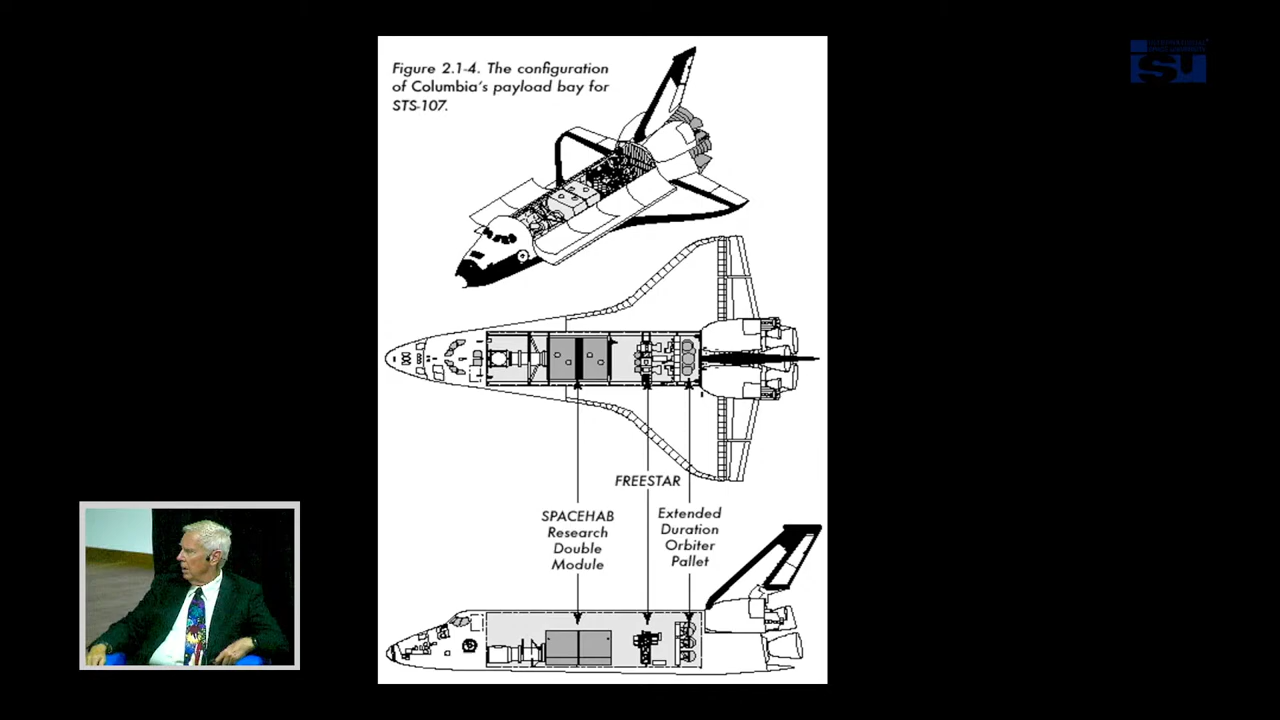 Figure 2.1-4. The configuration
of Columbia's payload bay for
STS-107.
FREESTAR
SPACEHAB
Research
Double
Module
Extended
Duration
Orbiter
Pallet